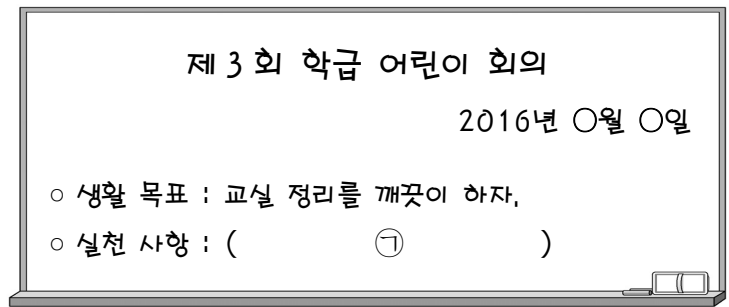 제 3 회 학급 어린이 회의
2016년 ○월 ○일
○ 생활 목표 : 교실 정리를 깨끗이 하자.
○ 실천 사항 : ( ㉠ )